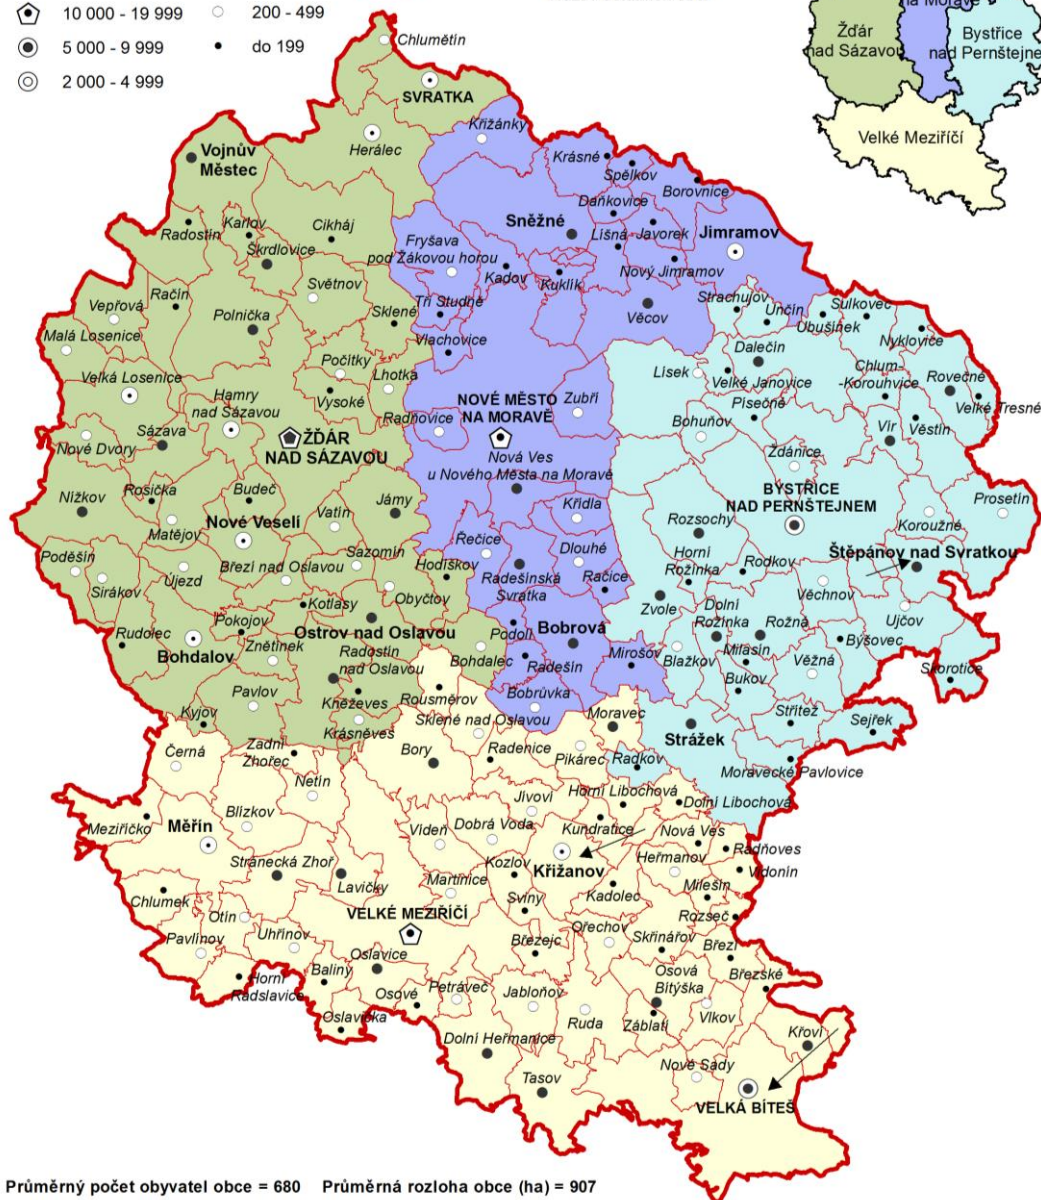 10 000 - 19 999
200 - 499
5 000 - 9 999
do 199
2 000 - 4 999
Žďár
nad Sázavou
na Moravě
Bystřice
nad Pernštejne
Velké Meziříčí
Chlumětín
SVRATKA
Křižánky
Herálec
Vojnův
Městec
Krásné
Spělkov
Borovnice
Daňkovice
Radostín
Karlov
Cikháj
Sněžné
Lišná
Javorek
Jimramov
Škrdlovice
Fryšava
pod Žákovou horou
Kadov
Kuklík
Nový Jimramov
Světnov
Račín
Vepřová
Polnička
Sklené
Tři Studně
Věcov
Strachujov
Unčín
Ubušínek
Sulkovec
Nyklovice
Malá Losenice
Vlachovice
Dalečín
Velká Losenice
Počítky
Lhotka
Vysoké
Lísek
Velké Janovice
Chlum-
-Korouhvice
Rovečné
Velké Tresné
Hamry
nad Sázavou
Radňovice
NOVÉ MĚSTO
NA MORAVĚ
Zubří
Bohuňov
Písečné
Vír
Věstín
Nové Dvory
Sázava
ŽĎÁR
NAD SÁZAVOU
Nová Ves
u Nového Města na Moravě
Ždánice
Nížkov
Rosička
Budeč
Jámy
BYSTŘICE
NAD PERNŠTEJNEM
Prosetín
Matějov
Nové Veselí
Vatín
Křídla
Rozsochy
Koroužné
Poděšín
Sirákov
Újezd
Březí nad Oslavou
Sazomín
Hodíškov
Řečice
Dlouhé
Radešínská
Svratka
Račice
Horní
Rožínka
Rodkov
Štěpánov nad Svratkou
Obyčtov
Kotlasy
Zvole
Dolní
Rožínka
Rožná
Věchnov
Ujčov
Rudolec
Bohdalov
Pokojov
Znětínek
Ostrov nad Oslavou
Podolí
Bobrová
Mirošov
Blažkov
Milasín
Býšovec
Skorotice
Radostín
nad Oslavou
Bohdalec
Radešín
Bukov
Věžná
Pavlov
Kněževes
Rousměrov
Bobrůvka
Kyjov
Krásněves
Sklené nad Oslavou
Moravec
Strážek
Střítež
Sejřek
Černá
Zadní
Zhořec
Bory
Radenice
Pikárec
Radkov
Moravecké Pavlovice
Netín
Horní Libochová
Dolní Libochová
Meziříčko
Blízkov
Jívoví
Měřín
Vídeň
Dobrá Voda
Kundratice
Nová Ves
Radňoves
Stránecká Zhoř
Lavičky
Kozlov
Křižanov
Heřmanov
Vidonín
Chlumek
Martinice
Sviny
Kadolec
Milešín
Rozseč
Otín
VELKÉ MEZIŘÍČÍ
Pavlínov
Uhřínov
Oslavice
Březejc
Ořechov
Skřinářov
Březí
Horní
Radslavice
Baliny
Osové
Petráveč
Osová
Bítýška
Březské
Oslavička
Jabloňov
Ruda
Záblatí
Vlkov
Křoví
Dolní Heřmanice
Nové Sady
Tasov
VELKÁ BÍTEŠ
Průměrný počet obyvatel obce = 680 Průměrná rozloha obce (ha) = 907